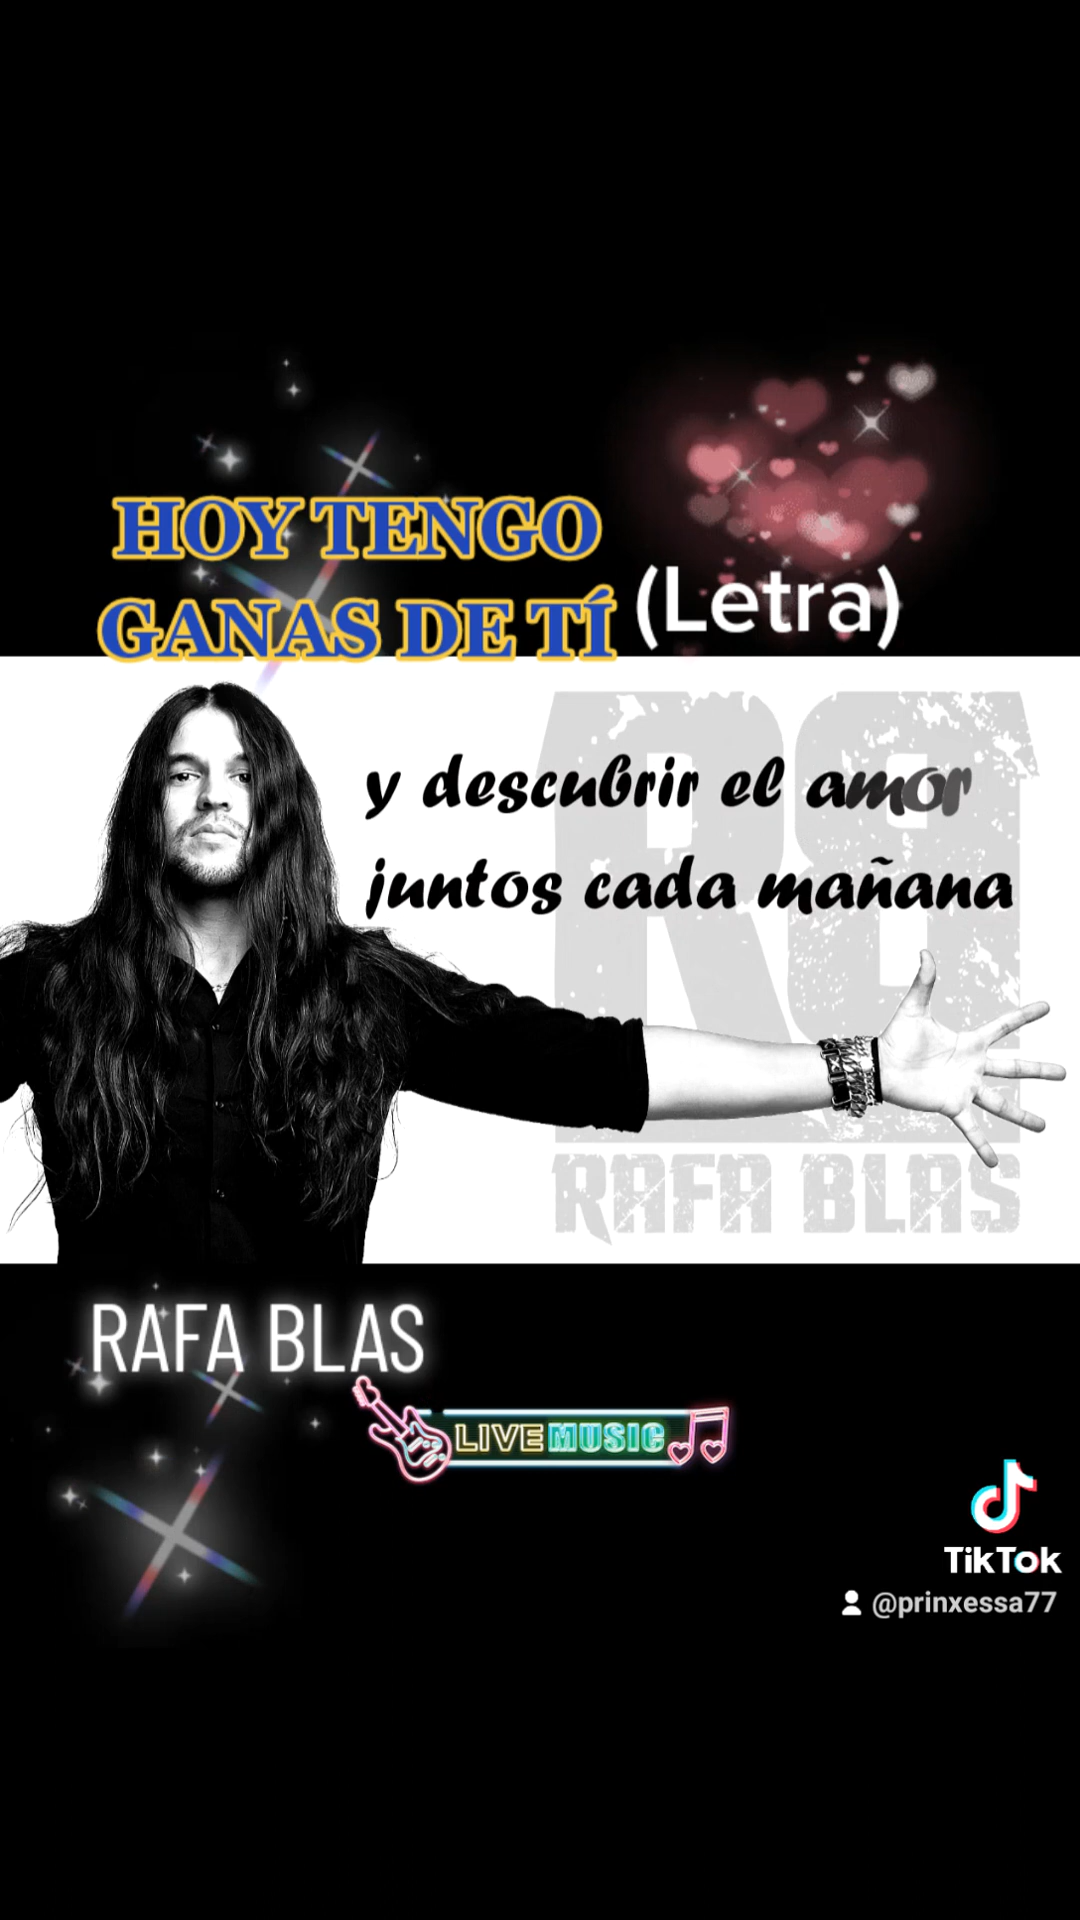 HOY TENGO
GANAS DE TÍ
(Letra)
y descubrir el amor
juntos cada mañana
RB
RAFA BLAS
RAFA BLAS
LIVE MUSIC
TikTok
@prinxessa77